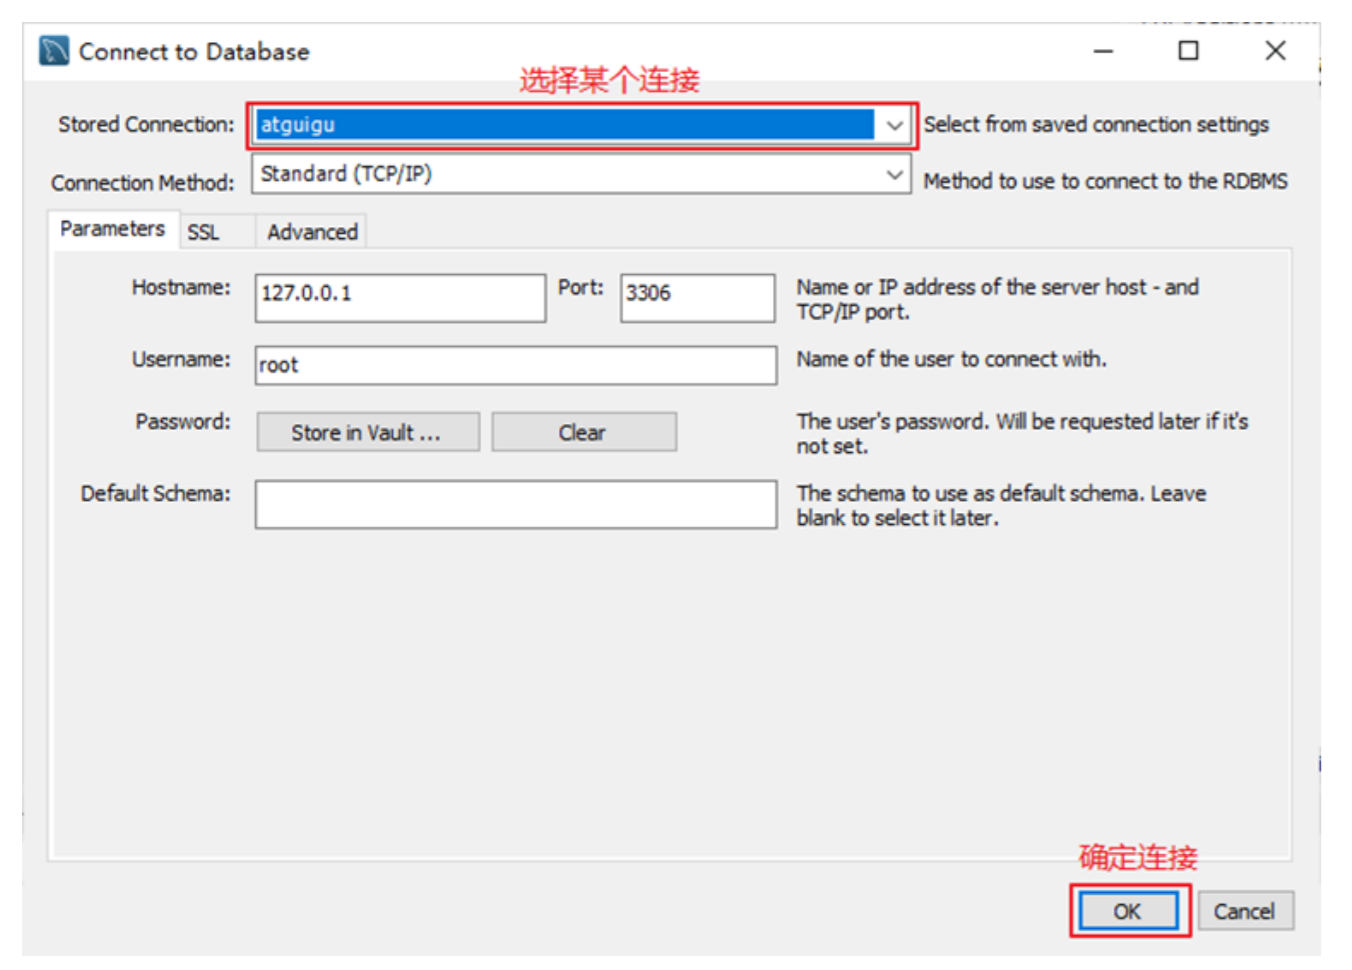 Connect to Database
选择某个连接
Stored Connection: atguigu Select from saved connection settings
Connection Method: Standard (TCP/IP) Method to use to connect to the RDBMS
Parameters SSL Advanced
Hostname: 127.0.0.1 Port: 3306 Name or IP address of the server host - and
TCP/IP port.
Username: root Name of the user to connect with.
Password: Store in Vault ... Clear The user's password. Will be requested later if it's
not set.
Default Schema: The schema to use as default schema. Leave
blank to select it later.
确定连接
OK Cancel